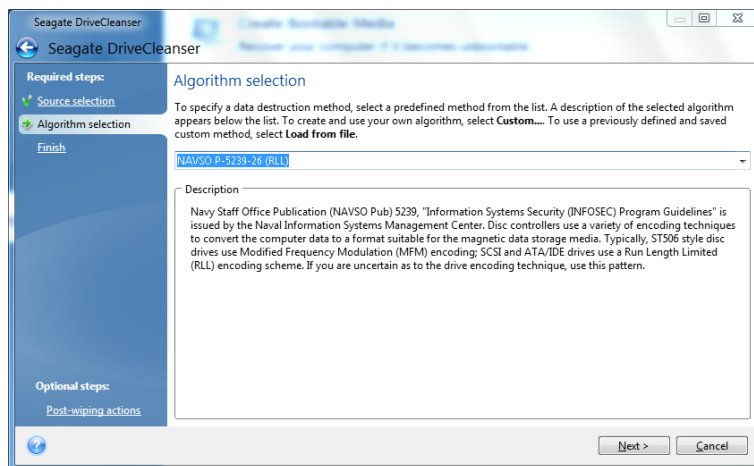 Seagate DriveCleanser
Create Bootable Media
Seagate DriveCleanser
Recover your computer if it becomes unbootable
Required steps:
Source selection
Algorithm selection
Finish
Algorithm selection
To specify a data destruction method, select a predefined method from the list. A description of the selected algorithm
appears below the list. To create and use your own algorithm, select Custom.... To use a previously defined and saved
custom method, select Load from file.
NAVSO P-5239-26 (RLL)
Description
Navy Staff Office Publication (NAVSO Pub) 5239, "Information Systems Security (INFOSEC) Program Guidelines" is
issued by the Naval Information Systems Management Center. Disc controllers use a variety of encoding techniques
to convert the computer data to a format suitable for the magnetic data storage media. Typically, ST506 style disc
drives use Modified Frequency Modulation (MFM) encoding; SCSI and ATA/IDE drives use a Run Length Limited
(RLL) encoding scheme. If you are uncertain as to the drive encoding technique, use this pattern.
Optional steps:
Post-wiping actions
?
Next >
Cancel